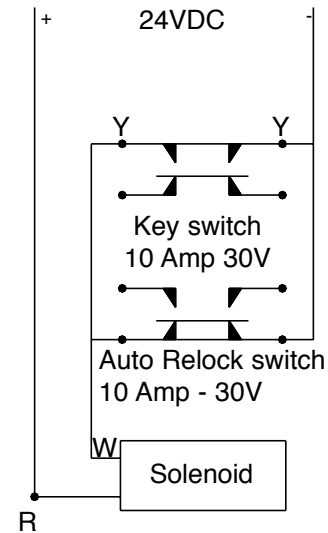 + 24VDC -
Y Y
Key switch
10 Amp 30V
Auto Relock switch
10 Amp - 30V
W
Solenoid
R